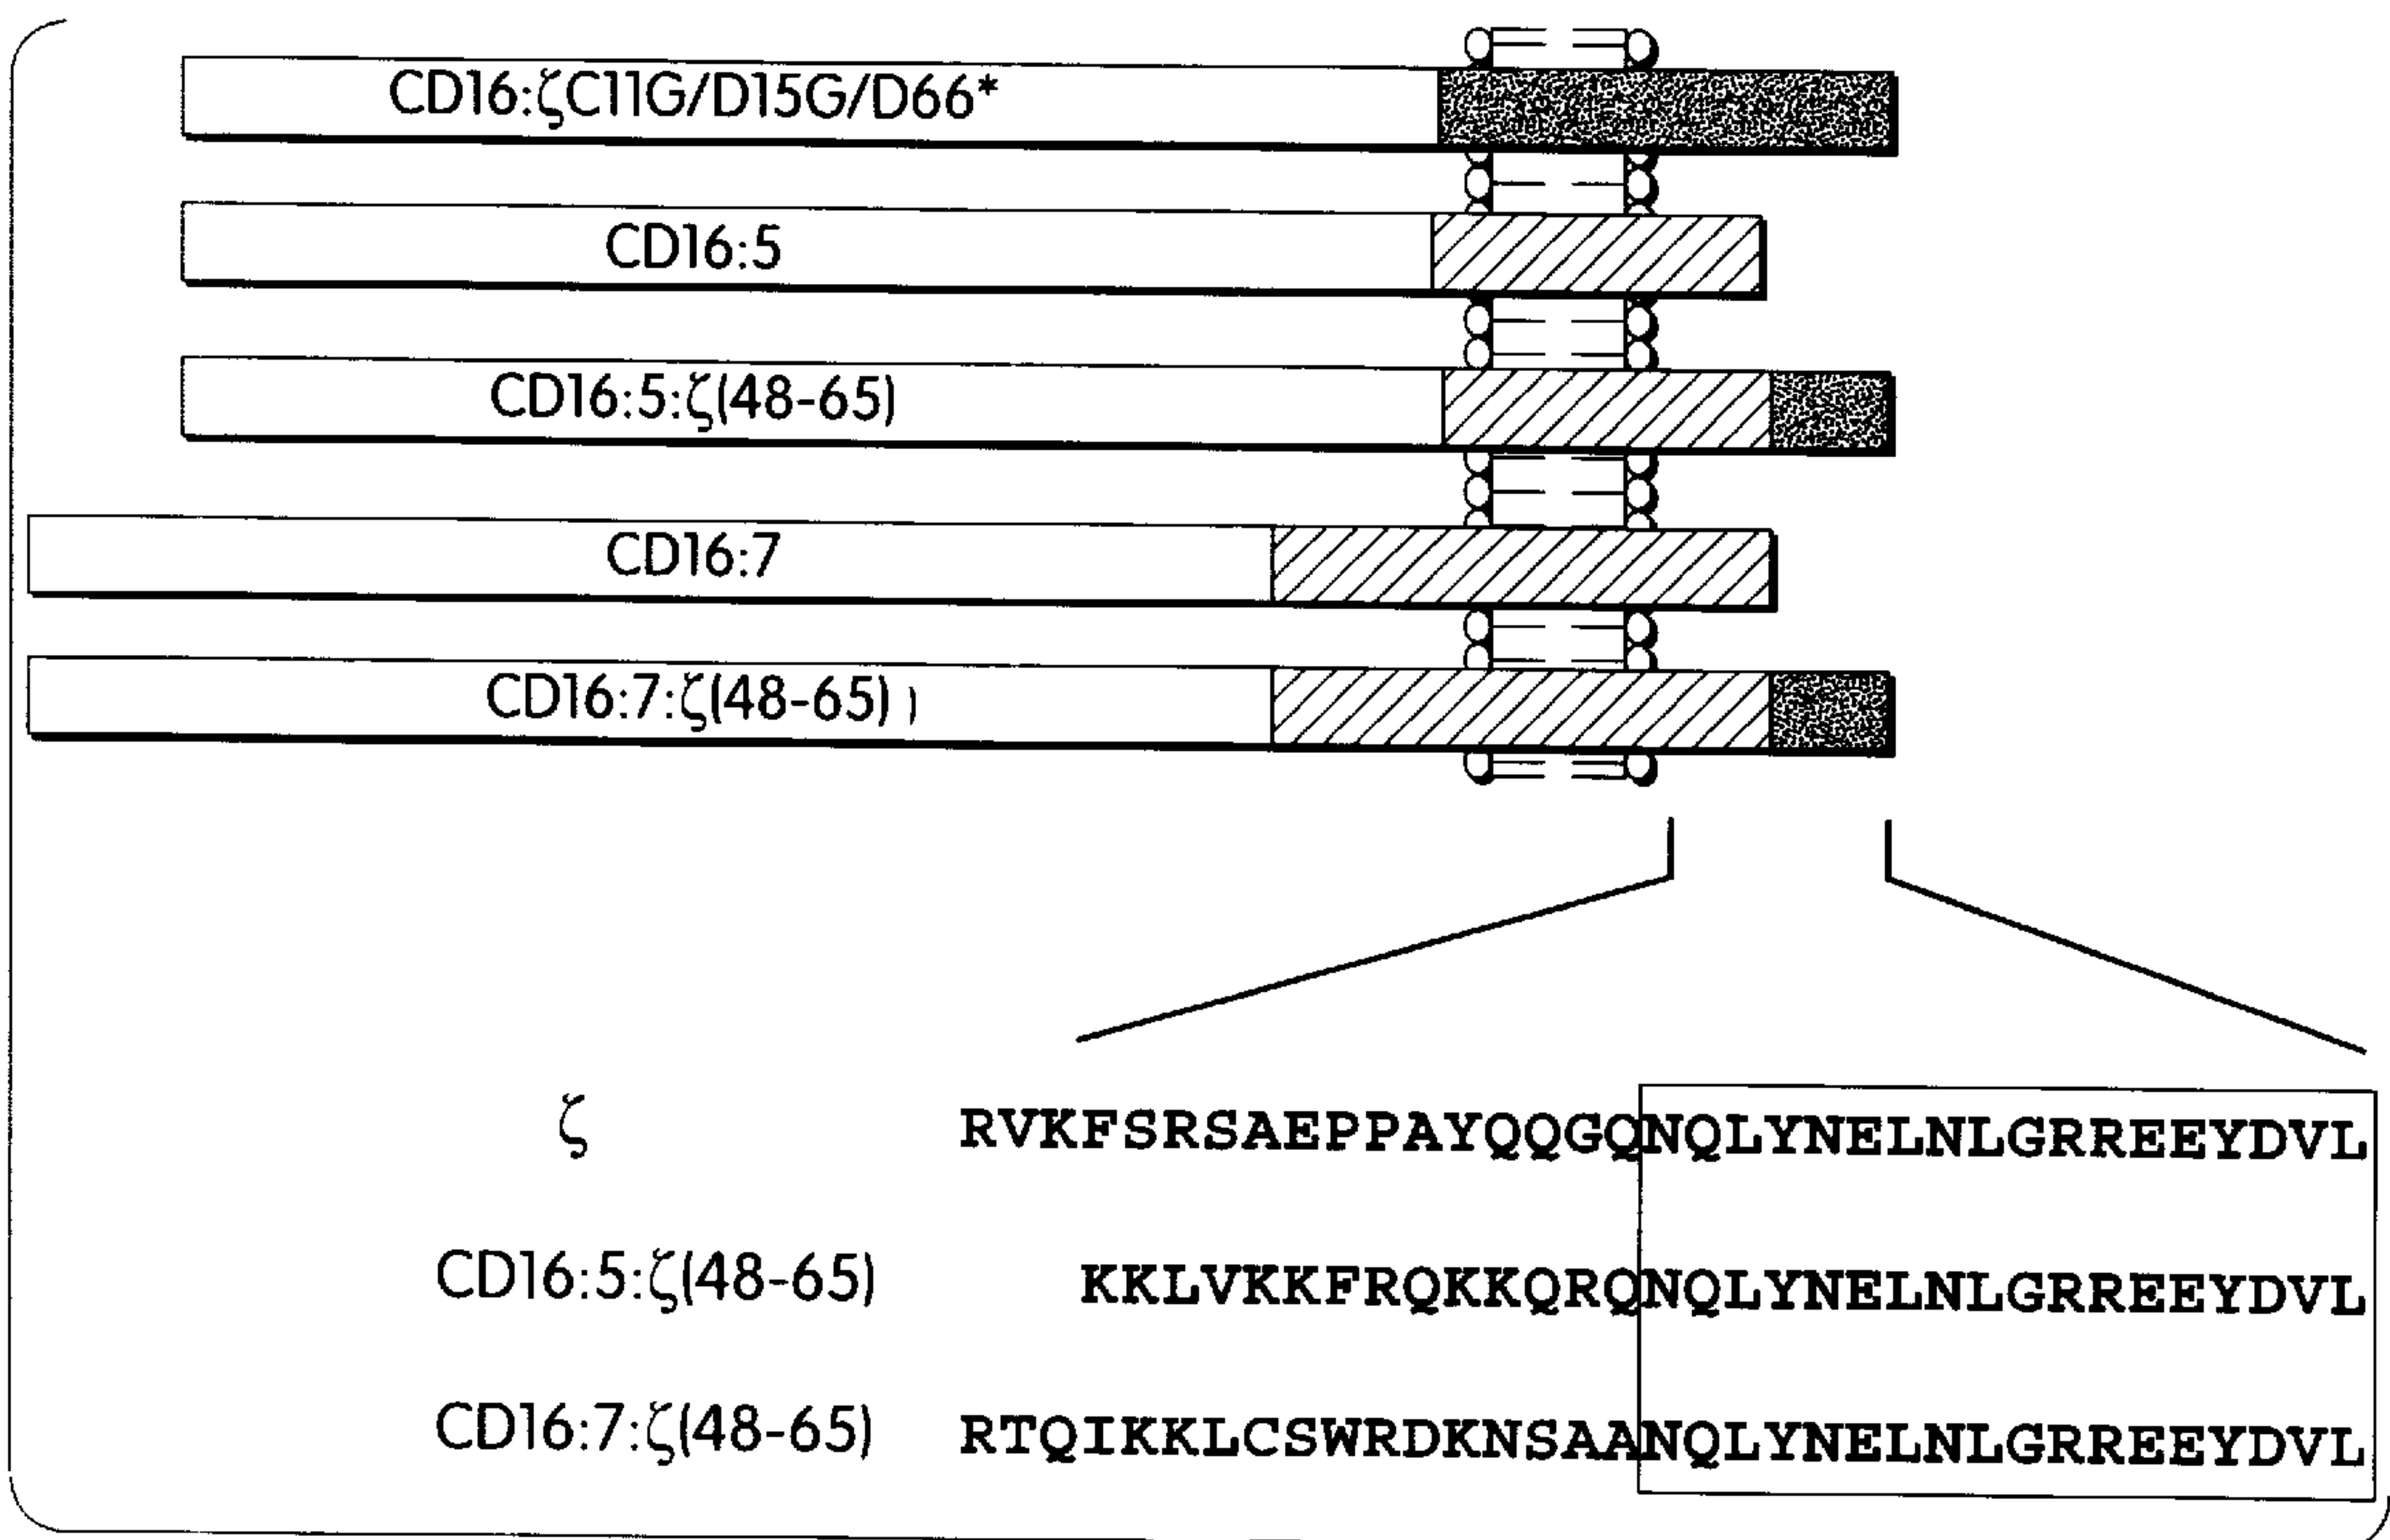 CD16:ζC11G/D15G/D66*
CD16:5
CD16:5:ζ(48-65)
CD16:7
CD16:7:ζ(48-65) )
ζ RVKFSRSAEPPAYQQGQNQLYNELNLGRREEYDVL
CD16:5:ζ(48-65) KKLVKKFRQKKQRQNQLYNELNLGRREEYDVL
CD16:7:ζ(48-65) RTQIKKLCSWRDKNSAANQLYNELNLGRREEYDVL